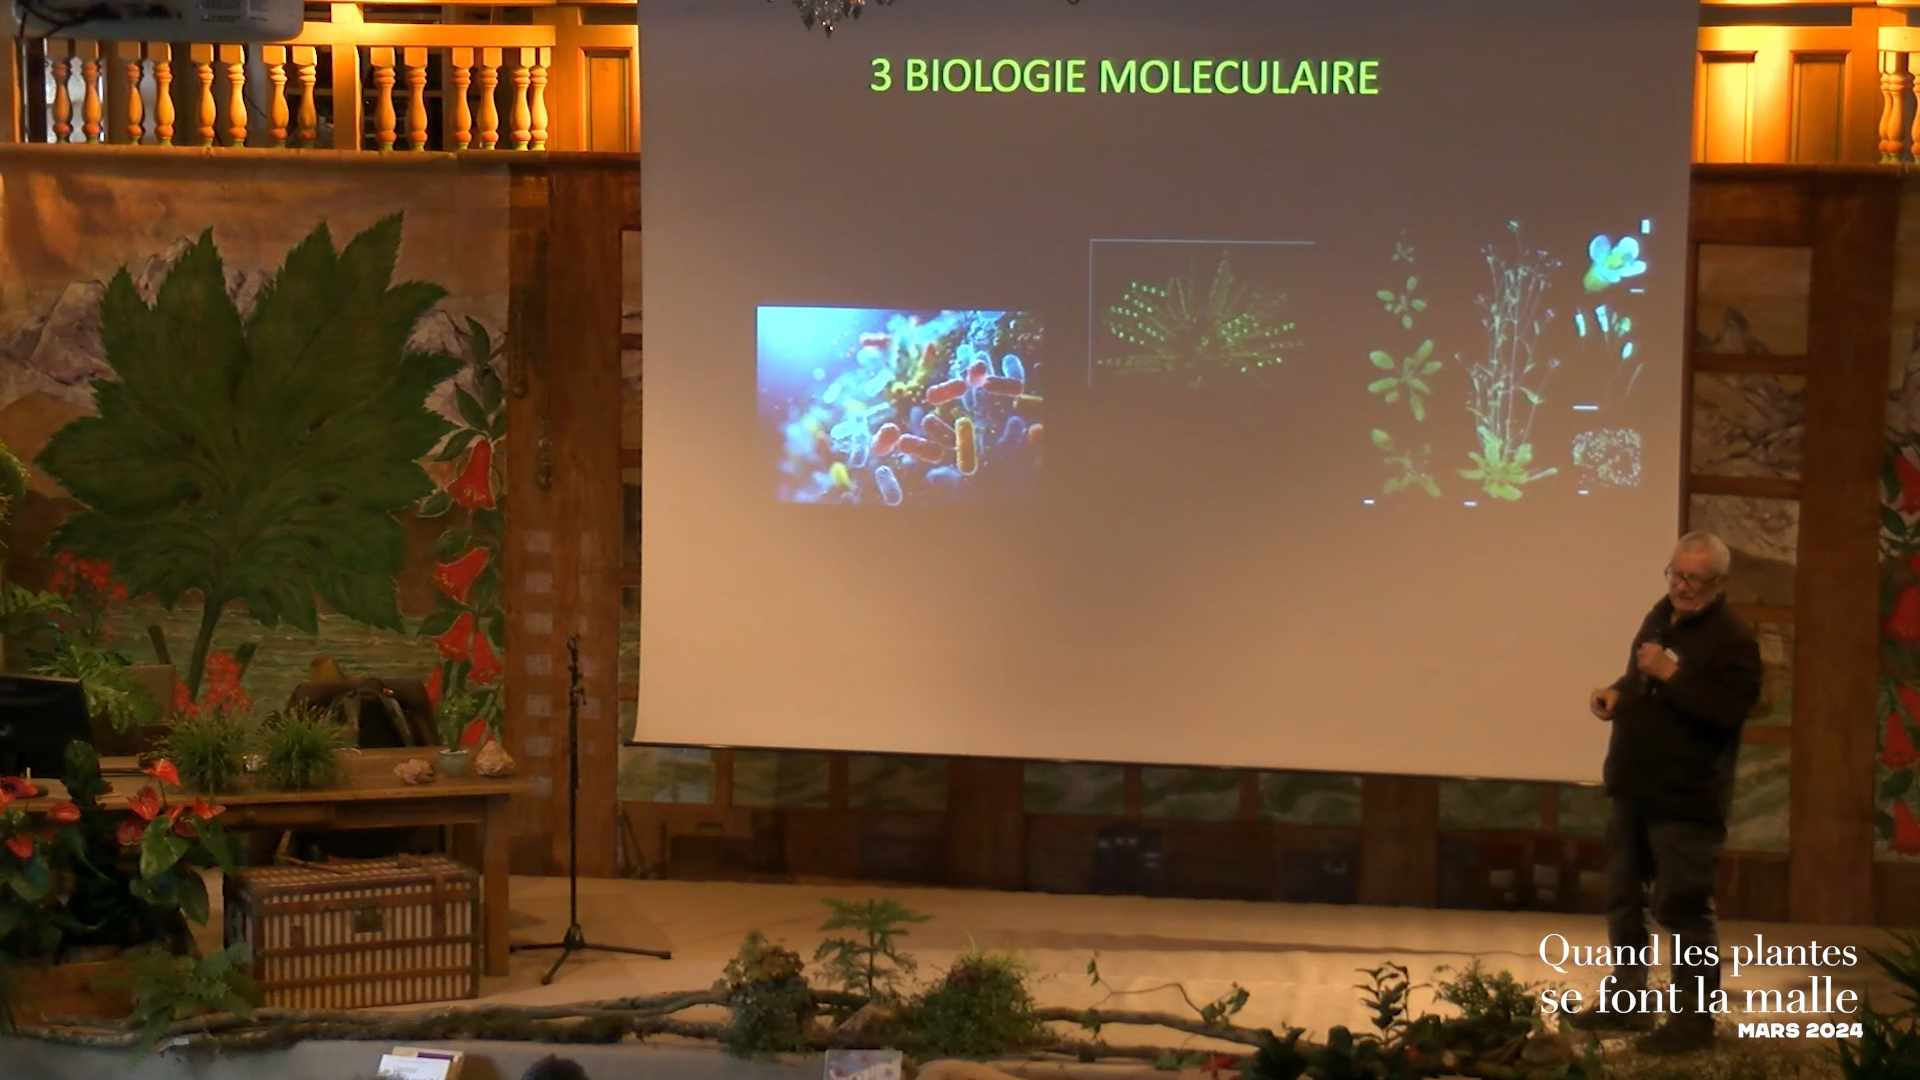 3 BIOLOGIE MOLECULAIRE
Quand les plantes
se font la malle
MARS 2024